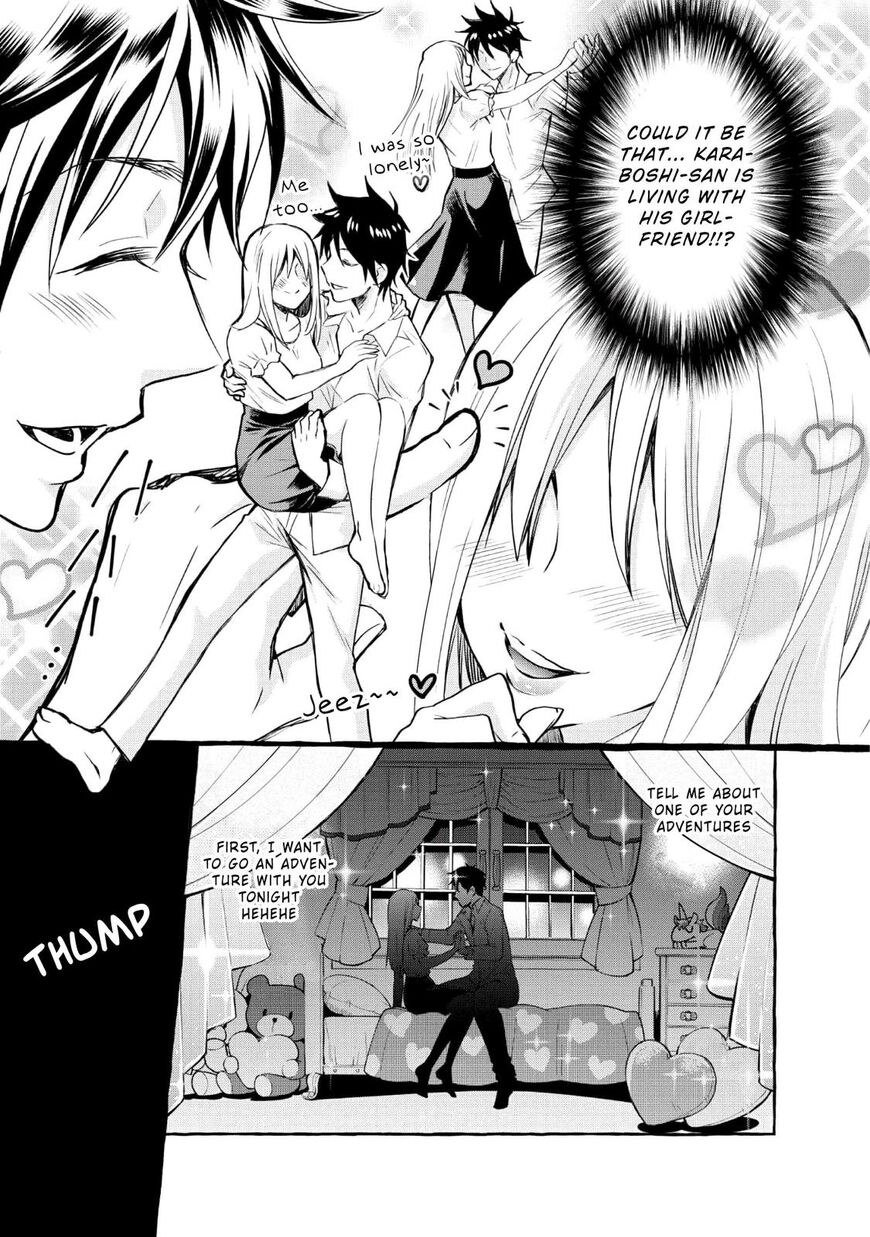 COULD IT BE
THAT... KARA-
BOSHI-SAN IS
LIVING WITH
HIS GIRL-
FRIEND!!?
I was so
lonely~
Me
too...
Jeez~~
TELL ME ABOUT
ONE OF YOUR
ADVENTURES
FIRST, I WANT
TO GO AN ADVEN-
TURE WITH YOU
TONIGHT
HEHEHE
THUMP